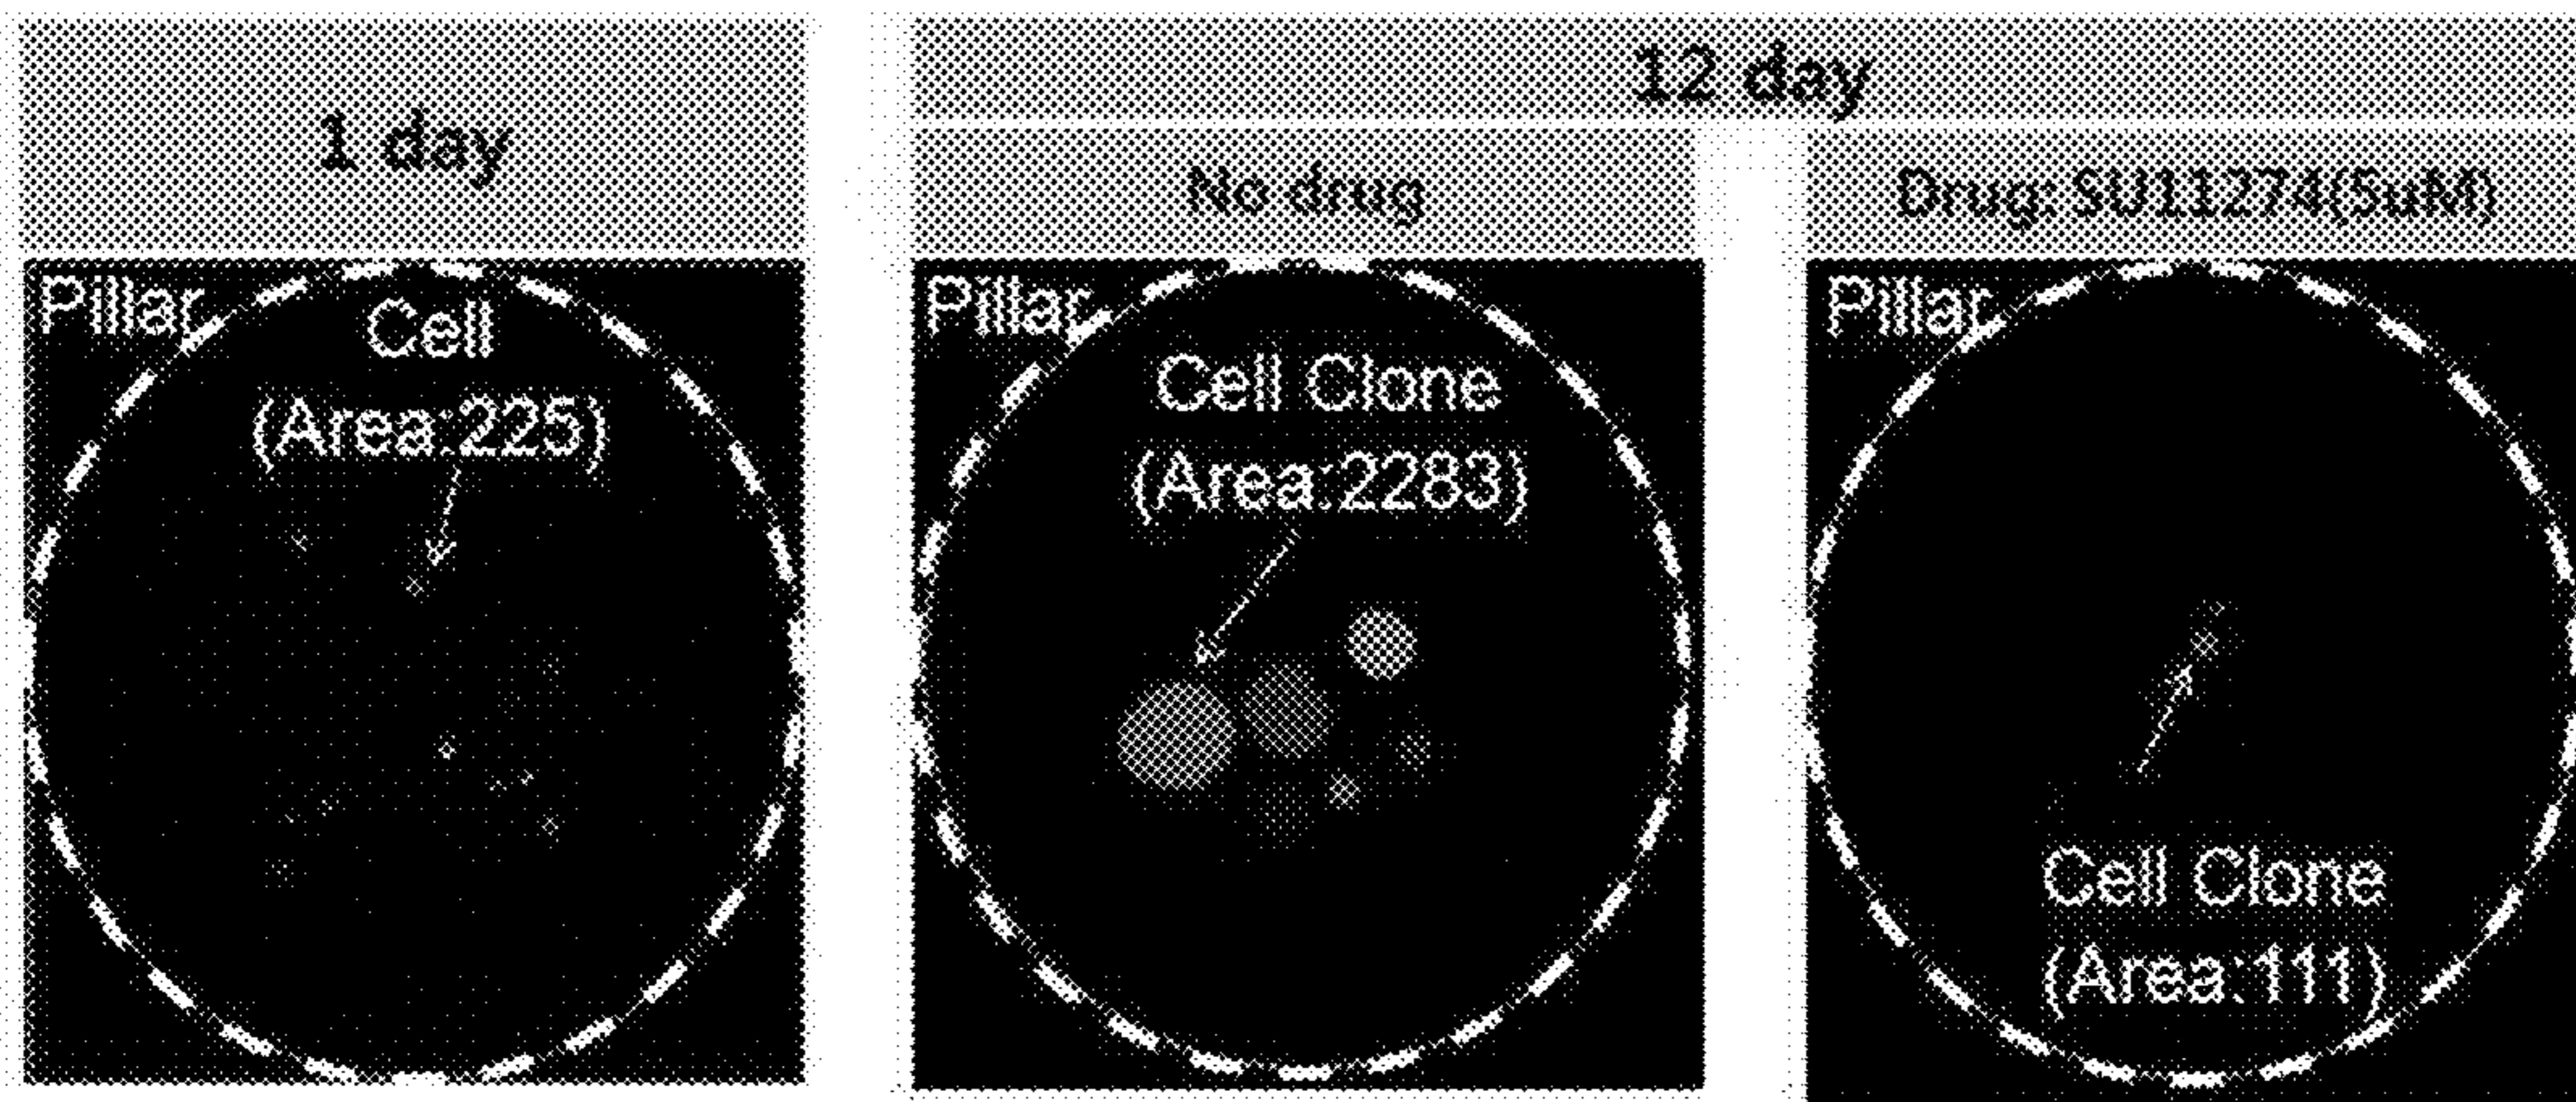 1 day
12 day
No drug
Drug: SU11274(5uM)
Pillar
Cell
(Area:225)
Pillar
Cell Clone
(Area:2283)
Pillar
Cell Clone
(Area:111)